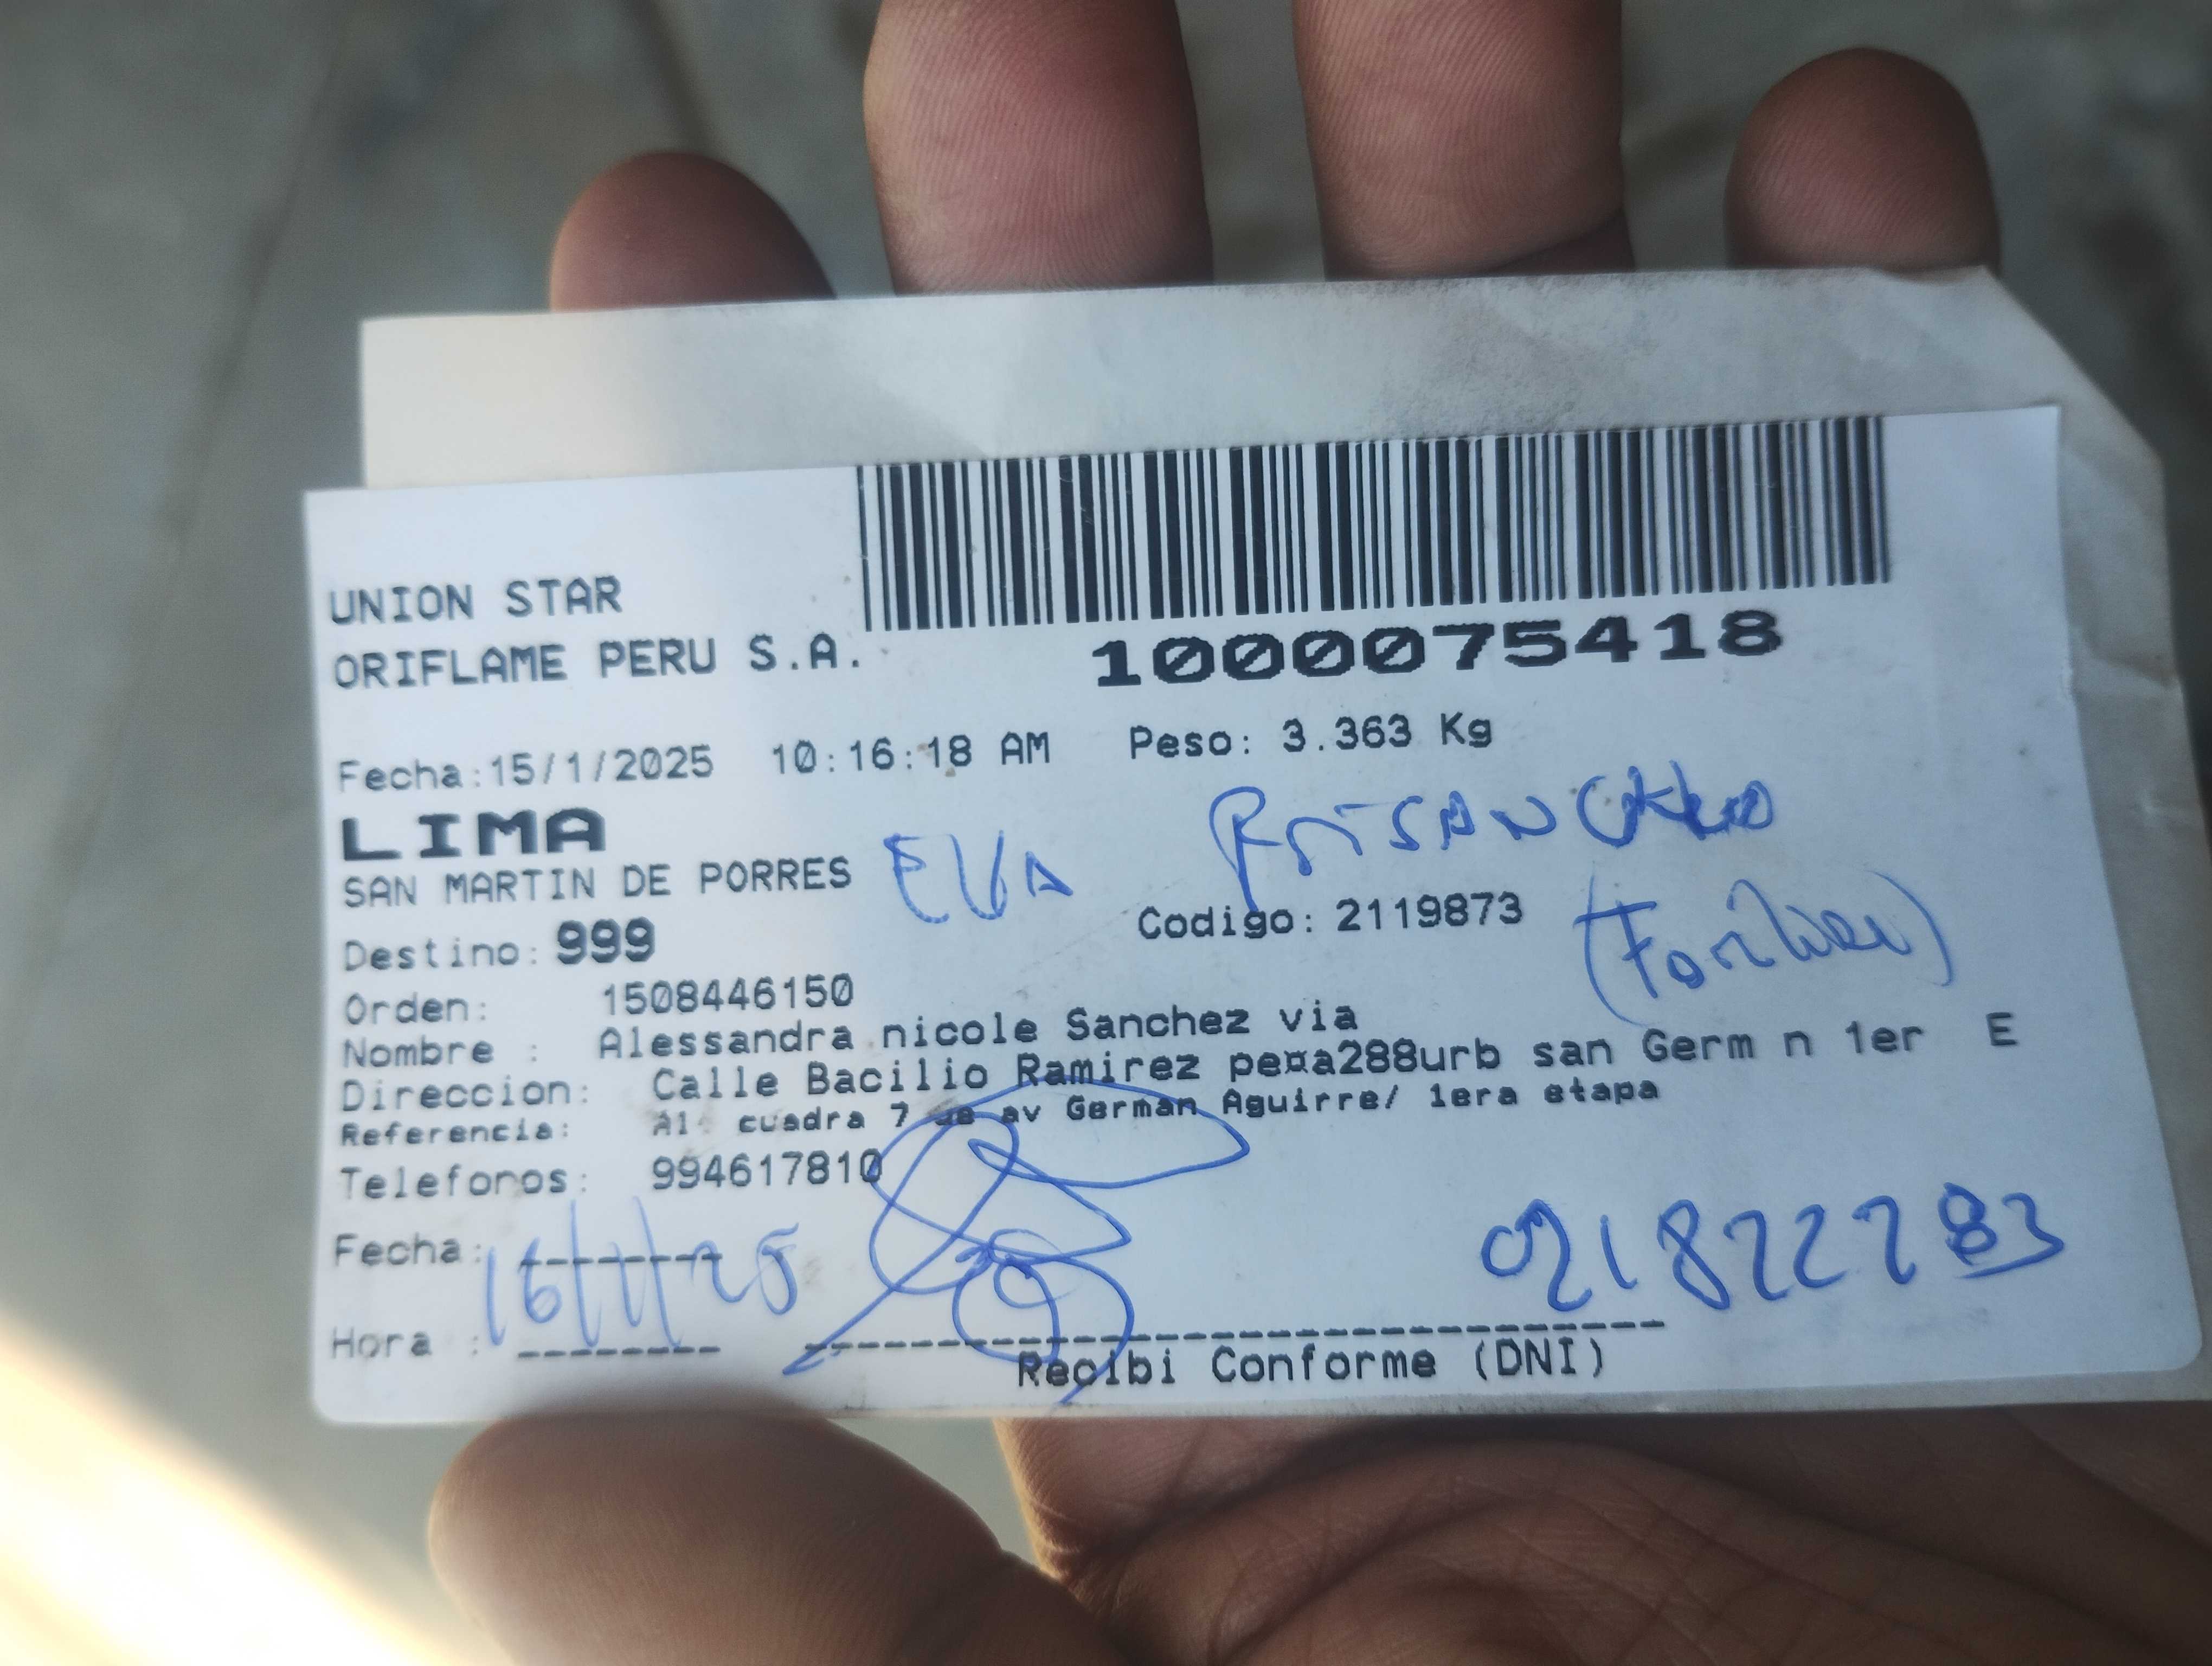 UNION STAR
ORIFLAME PERU S.A.
1000075418
Fecha:15/1/2025 10:16:18 AM Peso: 3.363 Kg
LIMA
SAN MARTIN DE PORRES EVA
Destino: 999 Codigo: 2119873 (Familiar)
Orden: 1508446150
Nombre : Alessandra nicole Sanchez via
Direccion: Calle Bacilio Ramirez pe¤a288urb san Germ n 1er E
Referencia: Al cuadra 7 de av German Aguirre/ 1era etapa
Telefonos: 994617810
Fecha: 16/1/25
Hora :
Recibi Conforme (DNI)